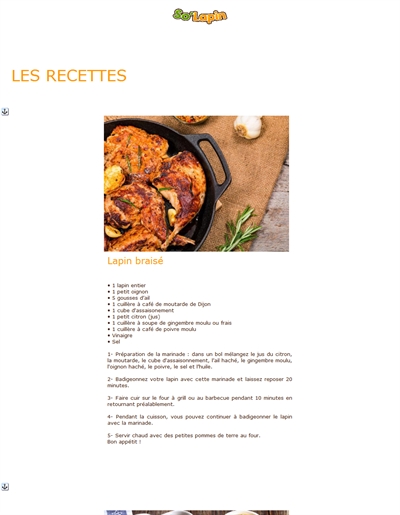 So'Lapin
LES RECETTES
Lapin braisé
• 1 lapin entier
• 1 petit oignon
• 5 gousses d'ail
• 1 cuillère à café de moutarde de Dijon
• 1 cube d'assaisonement
• 1 petit citron (jus)
• 1 cuillère à soupe de gingembre moulu ou frais
• 1 cuillère à café de poivre moulu
• Vinaigre
• Sel
1- Préparation de la marinade : dans un bol mélangez le jus du citron,
la moutarde, le cube d'assaisonnement, l'ail haché, le gingembre moulu,
l'oignon haché, le poivre, le sel et l'huile.
2- Badigeonnez votre lapin avec cette marinade et laissez reposer 20
minutes.
3- Faire cuir sur le four à grill ou au barbecue pendant 10 minutes en
retournant préalablement.
4- Pendant la cuisson, vous pouvez continuer à badigeonner le lapin
avec la marinade.
5- Servir chaud avec des petites pommes de terre au four.
Bon appétit !